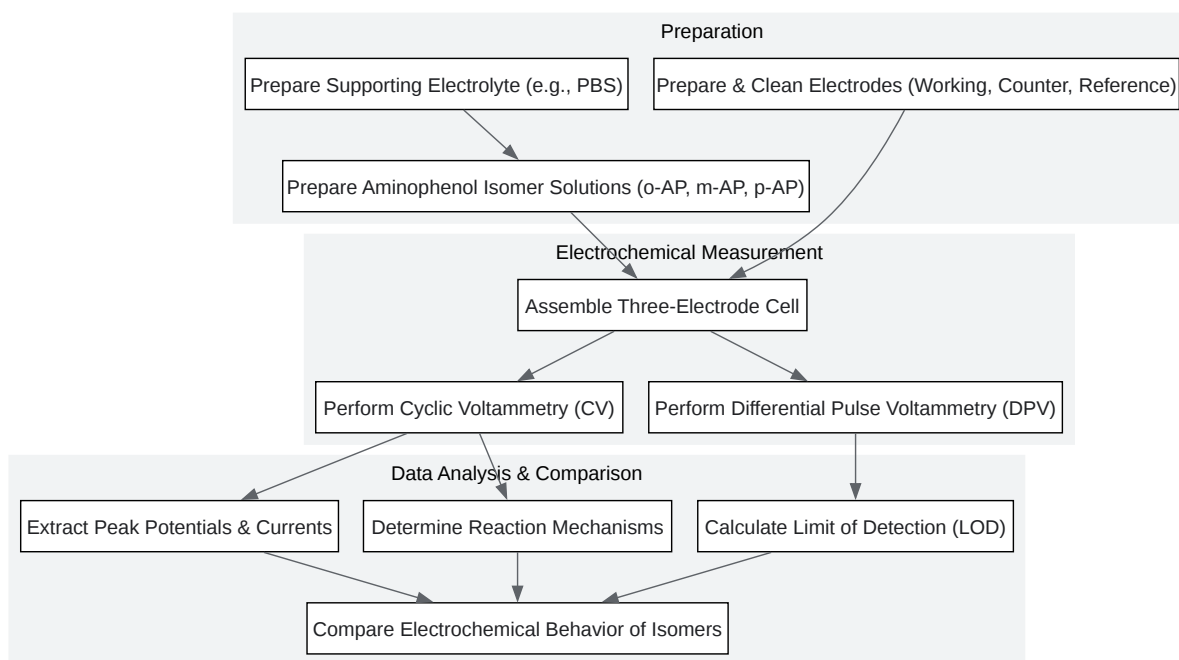 Preparation
Prepare Supporting Electrolyte (e.g., PBS)
Prepare & Clean Electrodes (Working, Counter, Reference)
Prepare Aminophenol Isomer Solutions (o-AP, m-AP, p-AP)
Electrochemical Measurement
Assemble Three-Electrode Cell
Perform Cyclic Voltammetry (CV)
Perform Differential Pulse Voltammetry (DPV)
Data Analysis & Comparison
Extract Peak Potentials & Currents
Determine Reaction Mechanisms
Calculate Limit of Detection (LOD)
Compare Electrochemical Behavior of Isomers